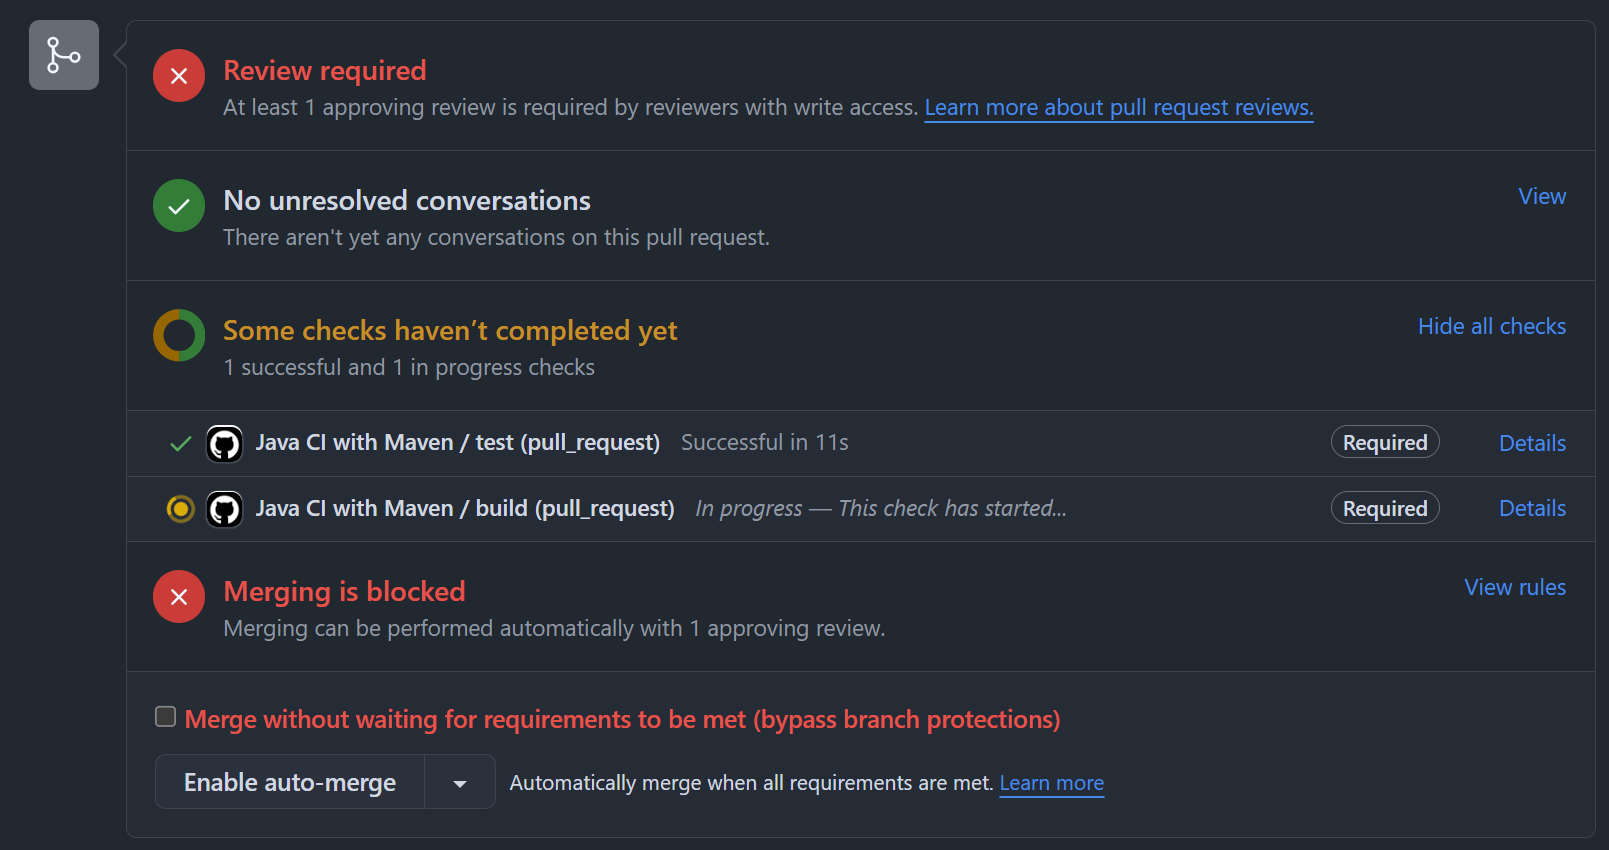 Review required
At least 1 approving review is required by reviewers with write access. Learn more about pull request reviews.
No unresolved conversations
View
There aren't yet any conversations on this pull request.
Some checks haven’t completed yet
Hide all checks
1 successful and 1 in progress checks
Java CI with Maven / test (pull_request) Successful in 11s Required Details
Java CI with Maven / build (pull_request) In progress — This check has started... Required Details
Merging is blocked
View rules
Merging can be performed automatically with 1 approving review.
Merge without waiting for requirements to be met (bypass branch protections)
Enable auto-merge Automatically merge when all requirements are met. Learn more